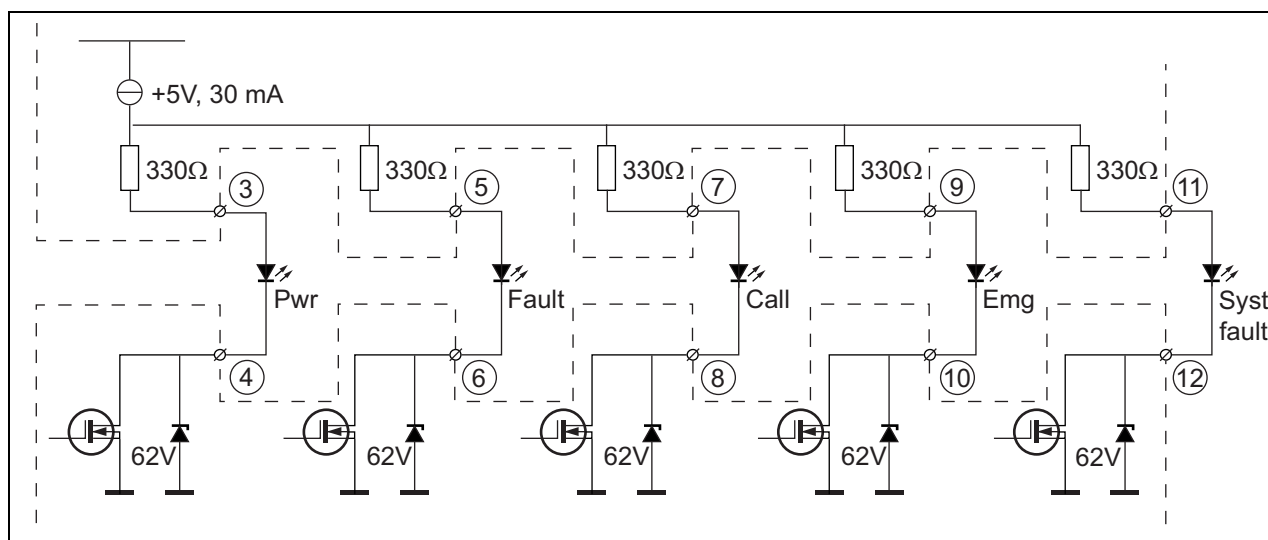 +5V, 30 mA
330Ω
330Ω
330Ω
330Ω
330Ω
3
5
7
9
11
Pwr
Fault
Call
Emg
Syst
fault
4
6
8
10
12
62V
62V
62V
62V
62V